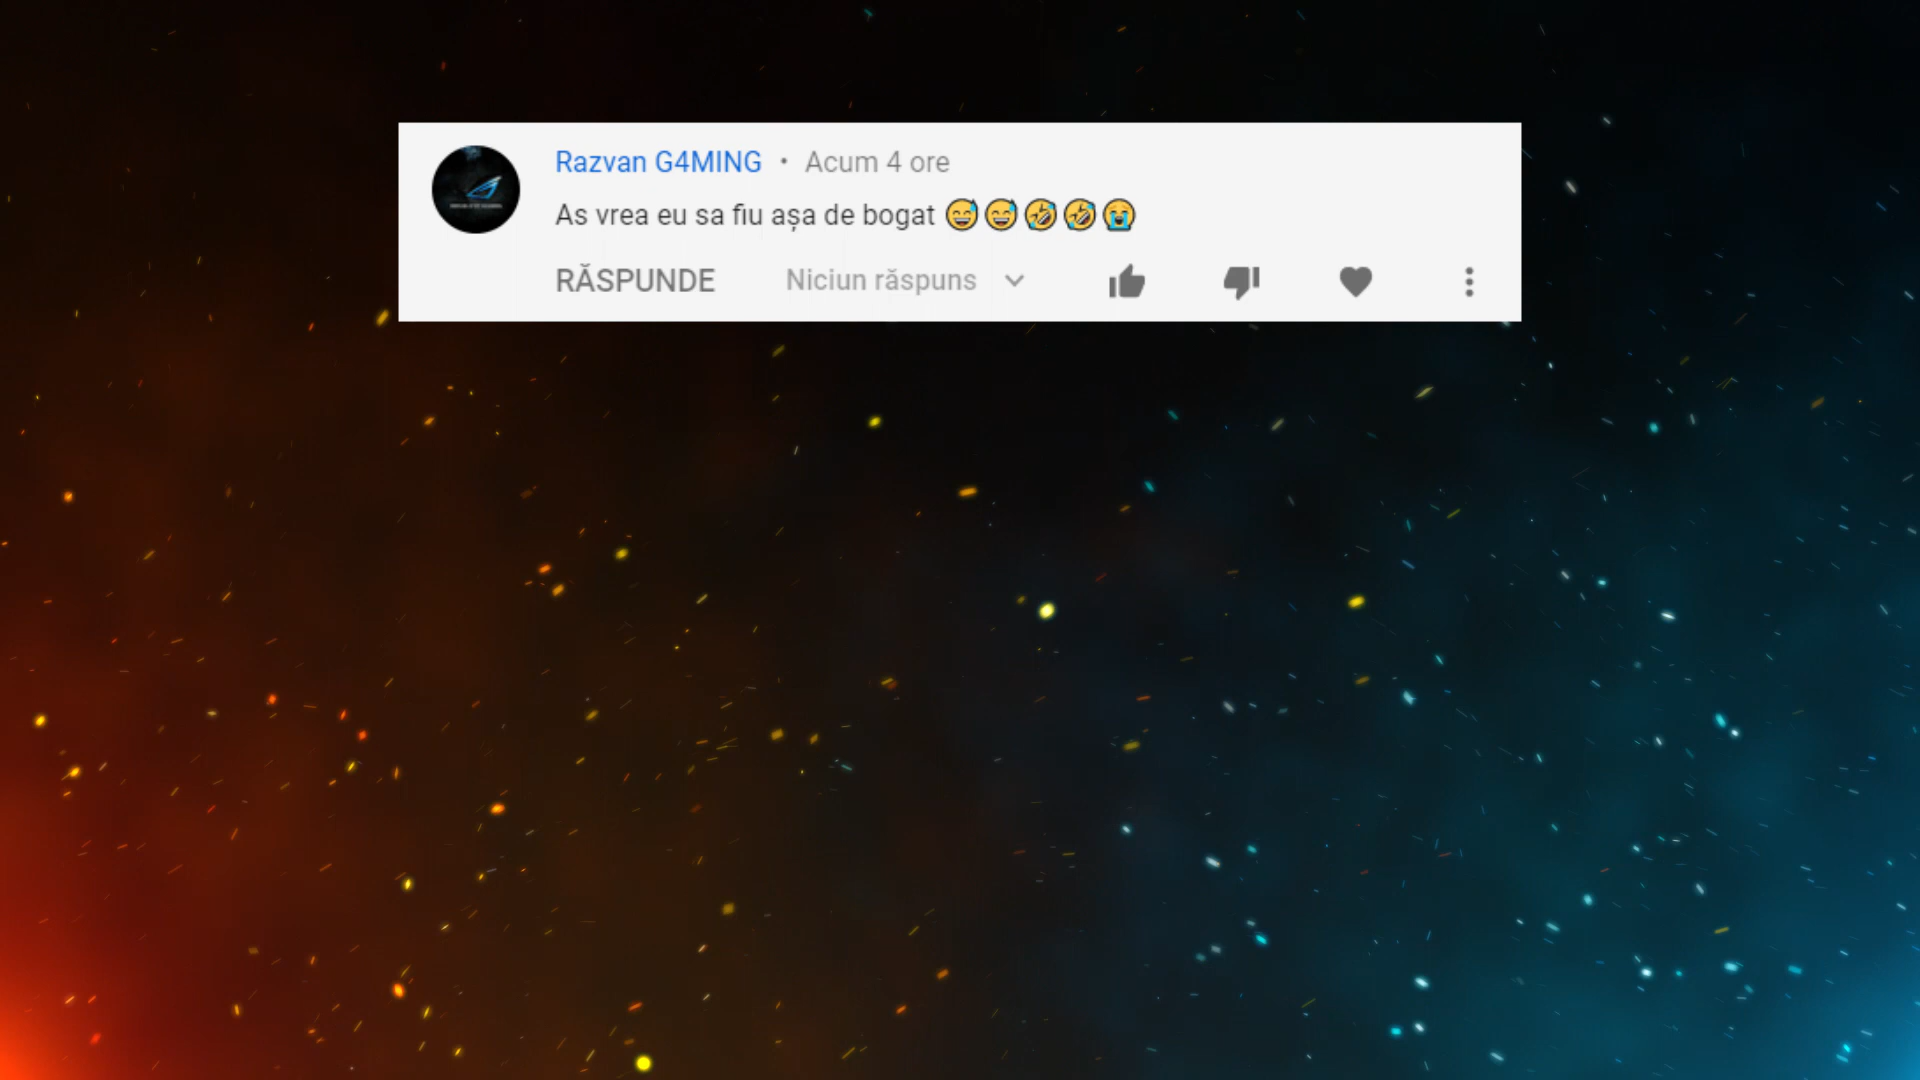 Razvan G4MING • Acum 4 ore
As vrea eu sa fiu așa de bogat 😅😅🤣🤣😭
RĂSPUNDE Niciun răspuns